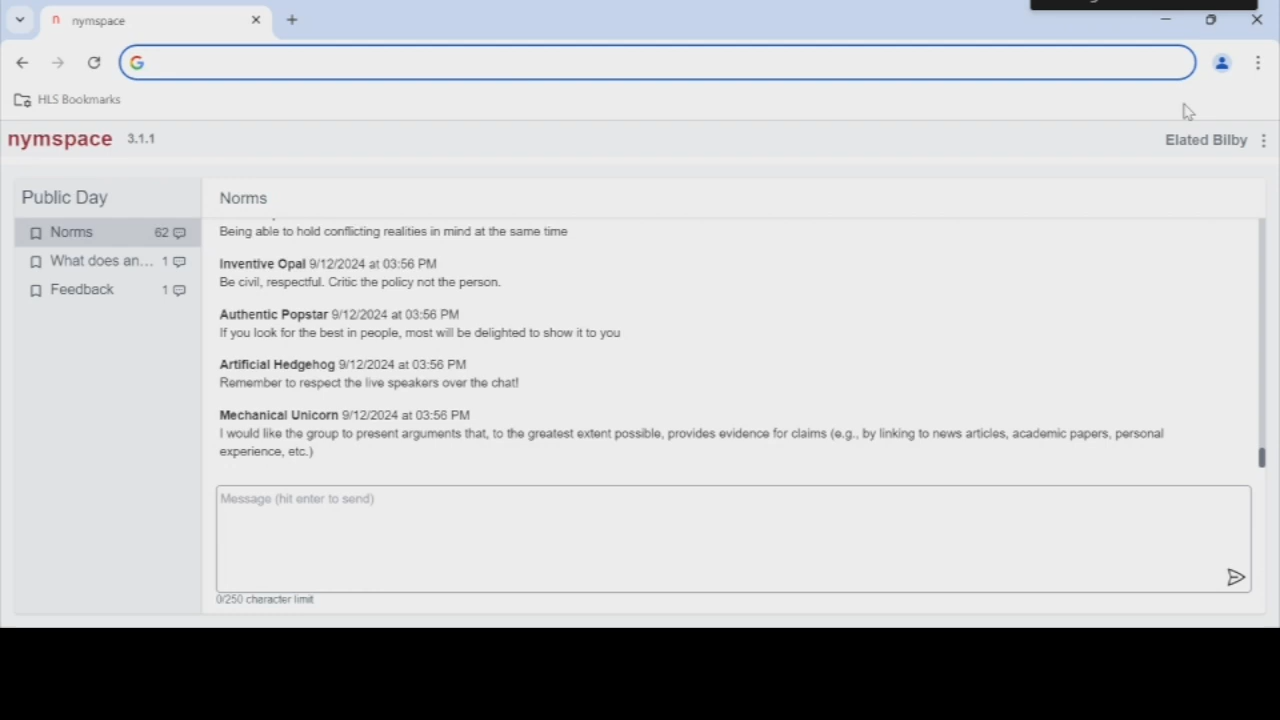 nymspace
HLS Bookmarks
nymspace 3.1.1
Elated Bilby
Public Day
Norms 62
What does an... 1
Feedback 1
Norms
Being able to hold conflicting realities in mind at the same time
Inventive Opal 9/12/2024 at 03:56 PM
Be civil, respectful. Critic the policy not the person.
Authentic Popstar 9/12/2024 at 03:56 PM
If you look for the best in people, most will be delighted to show it to you
Artificial Hedgehog 9/12/2024 at 03:56 PM
Remember to respect the live speakers over the chat!
Mechanical Unicorn 9/12/2024 at 03:56 PM
I would like the group to present arguments that, to the greatest extent possible, provides evidence for claims (e.g., by linking to news articles, academic papers, personal
experience, etc.)
Message (hit enter to send)
0/250 character limit